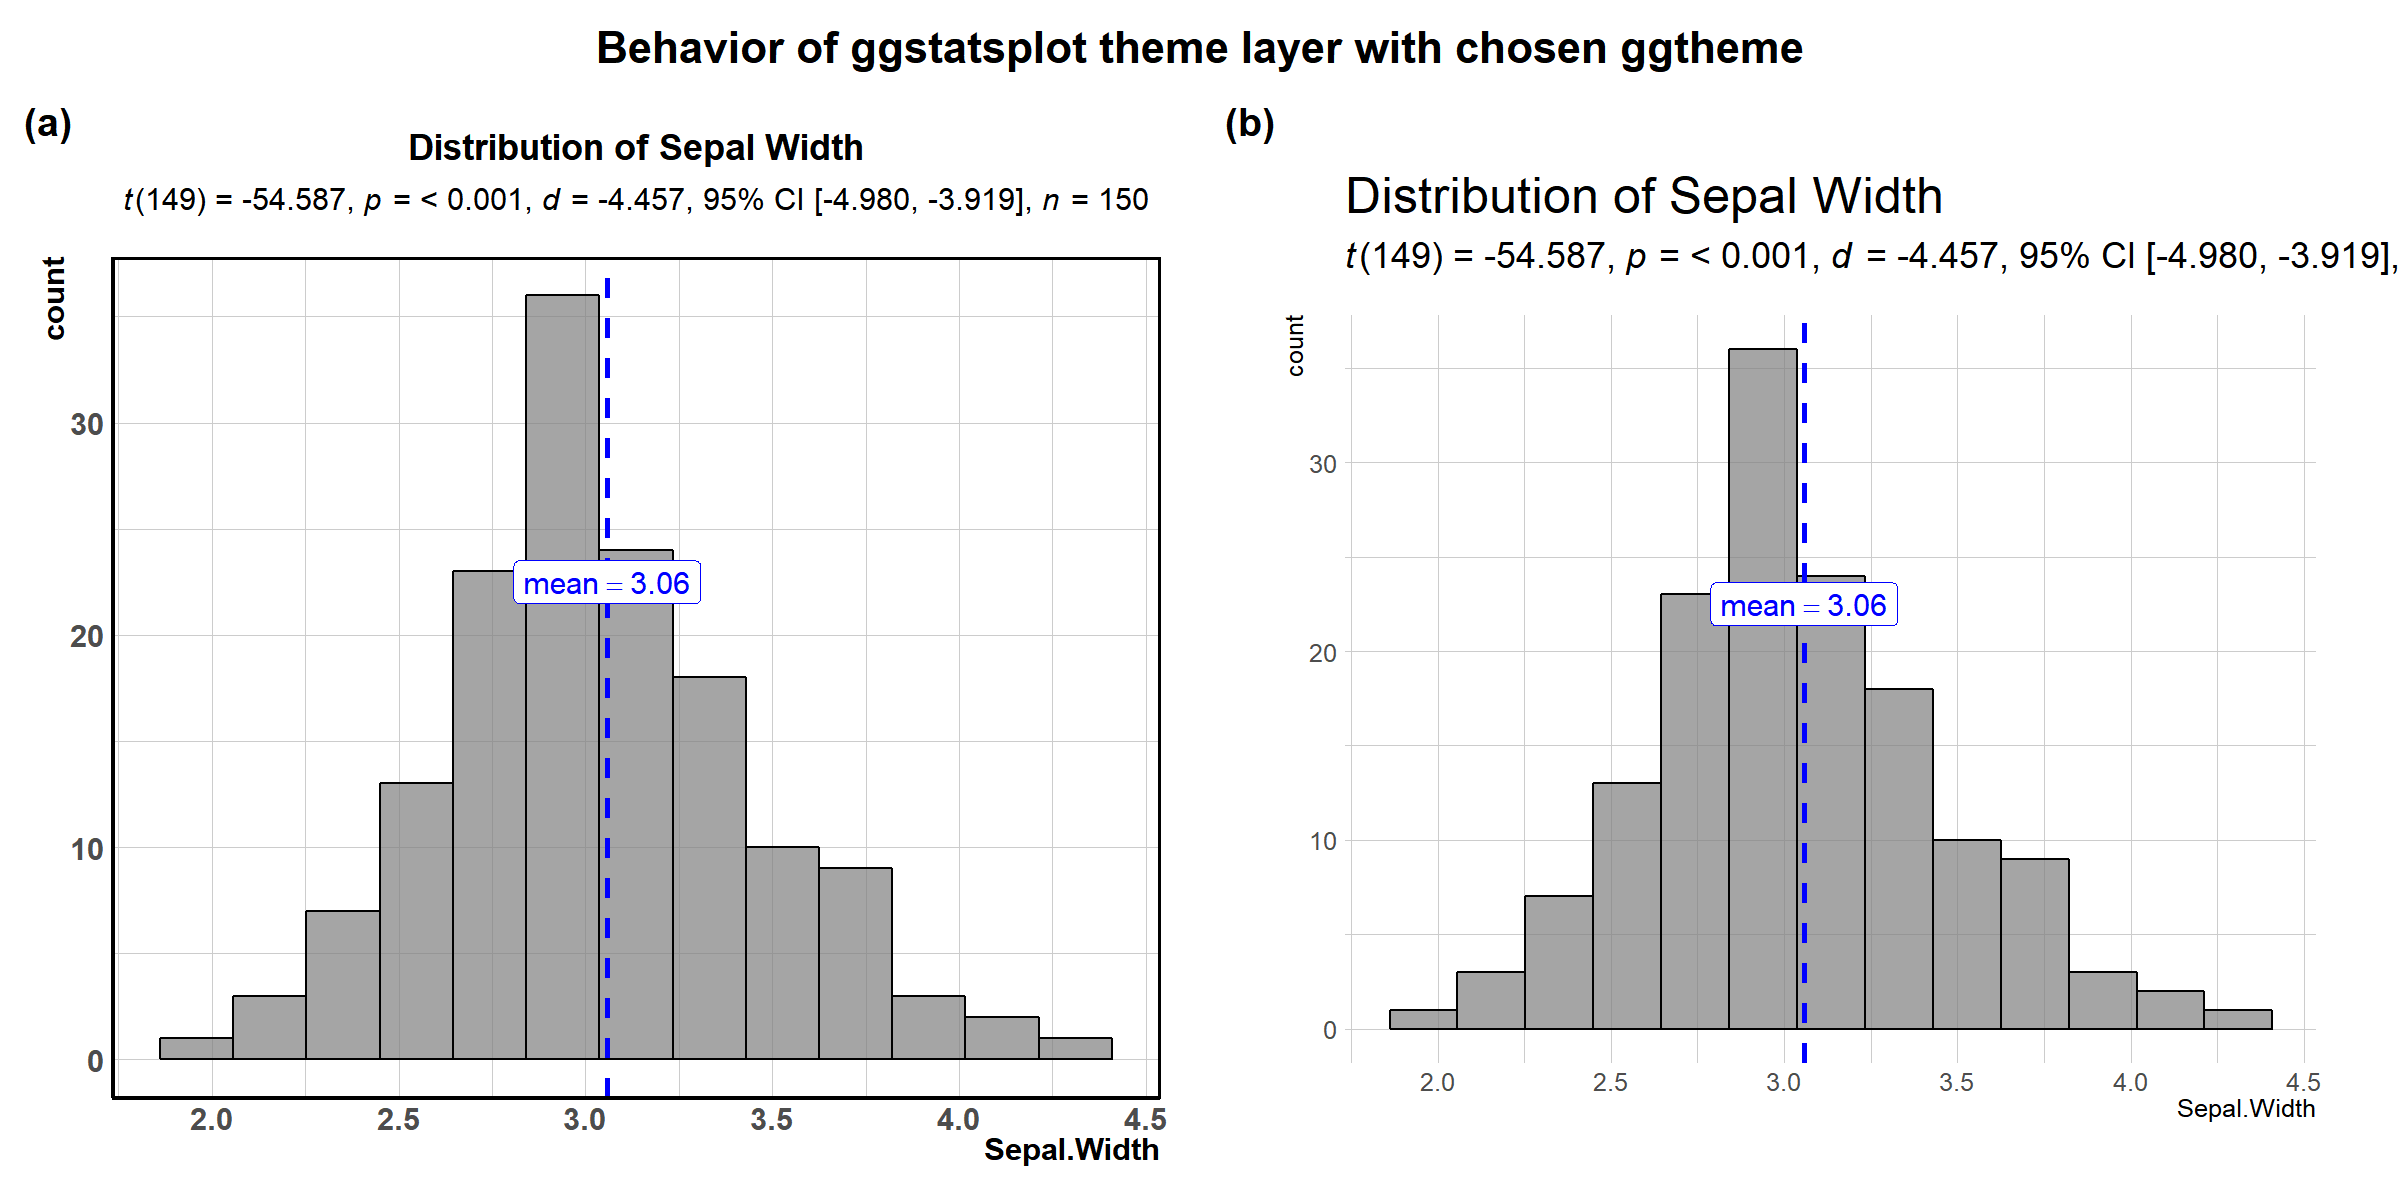 Behavior of ggstatsplot theme layer with chosen ggtheme
(a)
Distribution of Sepal Width
t(149) = -54.587, p = < 0.001, d = -4.457, 95% CI [-4.980, -3.919], n = 150
count
30
20
10
0
mean = 3.06
2.0 2.5 3.0 3.5 4.0 4.5
Sepal.Width
(b)
Distribution of Sepal Width
t(149) = -54.587, p = < 0.001, d = -4.457, 95% CI [-4.980, -3.919],
count
30
20
10
0
mean = 3.06
2.0 2.5 3.0 3.5 4.0 4.5
Sepal.Width